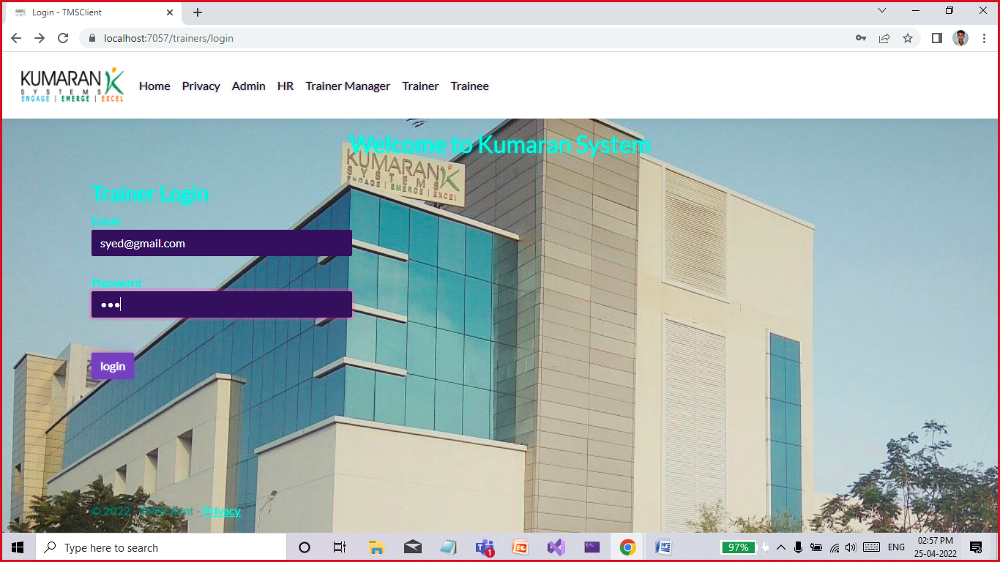 Login - TMSClient
localhost:7057/trainers/login
KUMARAN
SYSTEMS
ENGAGE | EMERGE | EXCEL
Home Privacy Admin HR Trainer Manager Trainer Trainee
Welcome to Kumaran System
KUMARAN
SYSTEMS
ENGAGE | EMERGE | EXCEL
Trainer Login
Email
syed@gmail.com
Password
login
© 2022 - TMSClient - Privacy
Type here to search
1
97%
ENG
02:57 PM
25-04-2022